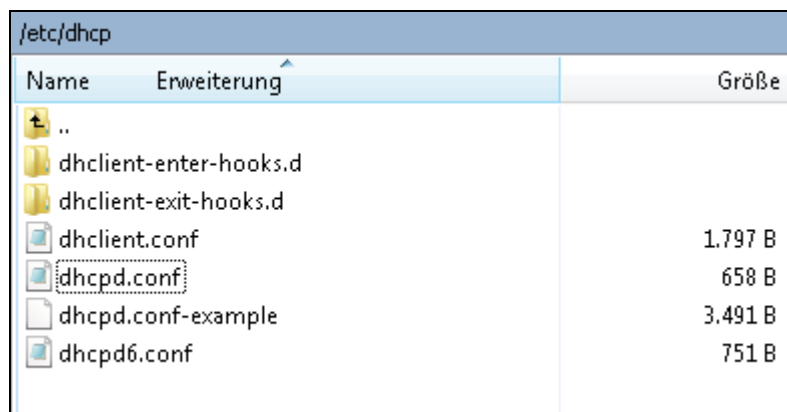 /etc/dhcp
Name Erweiterung Größe
..
dhclient-enter-hooks.d
dhclient-exit-hooks.d
dhclient.conf 1.797 B
dhcpd.conf 658 B
dhcpd.conf-example 3.491 B
dhcpd6.conf 751 B